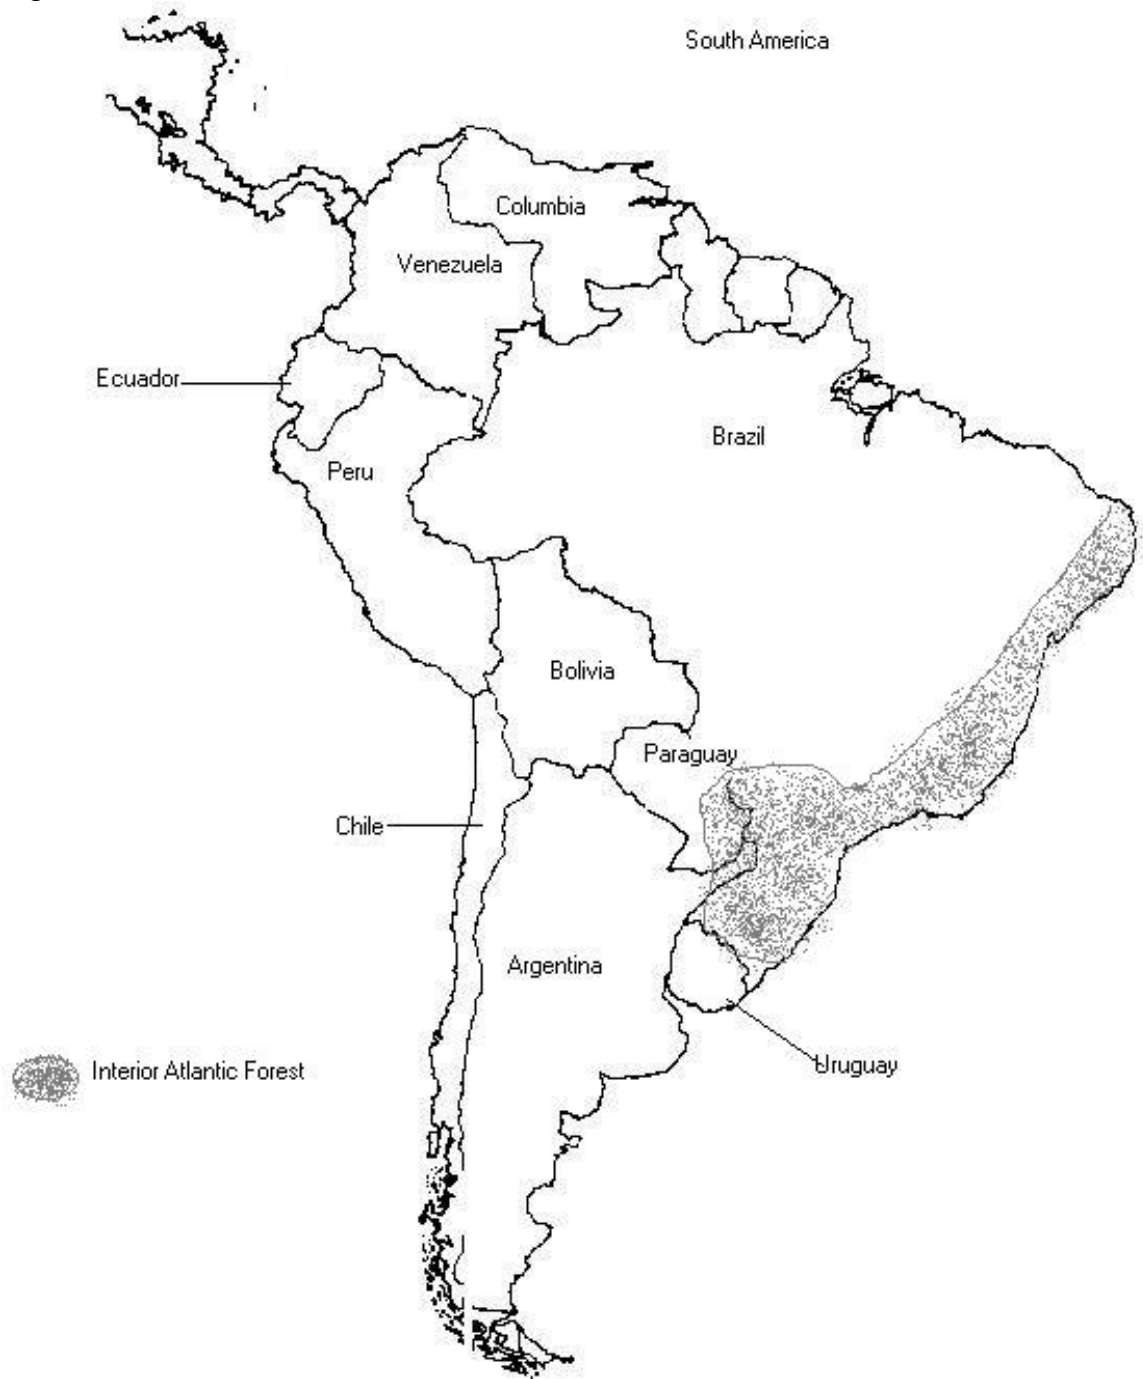 South America
Columbia
Venezuela
Ecuador
Brazil
Peru
Bolivia
Paraguay
Chile
Argentina
Uruguay
Interior Atlantic Forest